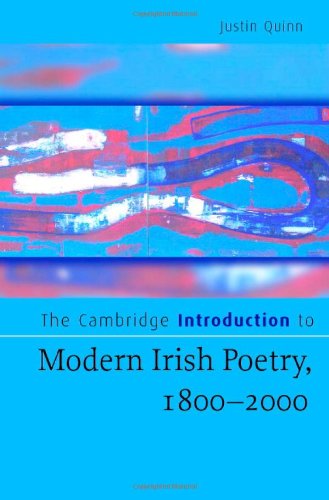 Justin Quinn
The Cambridge Introduction to
Modern Irish Poetry,
1800–2000